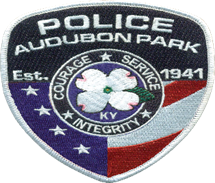 POLICE
AUDUBON PARK
Est. 1941
COURAGE ★ SERVICE
KY
INTEGRITY